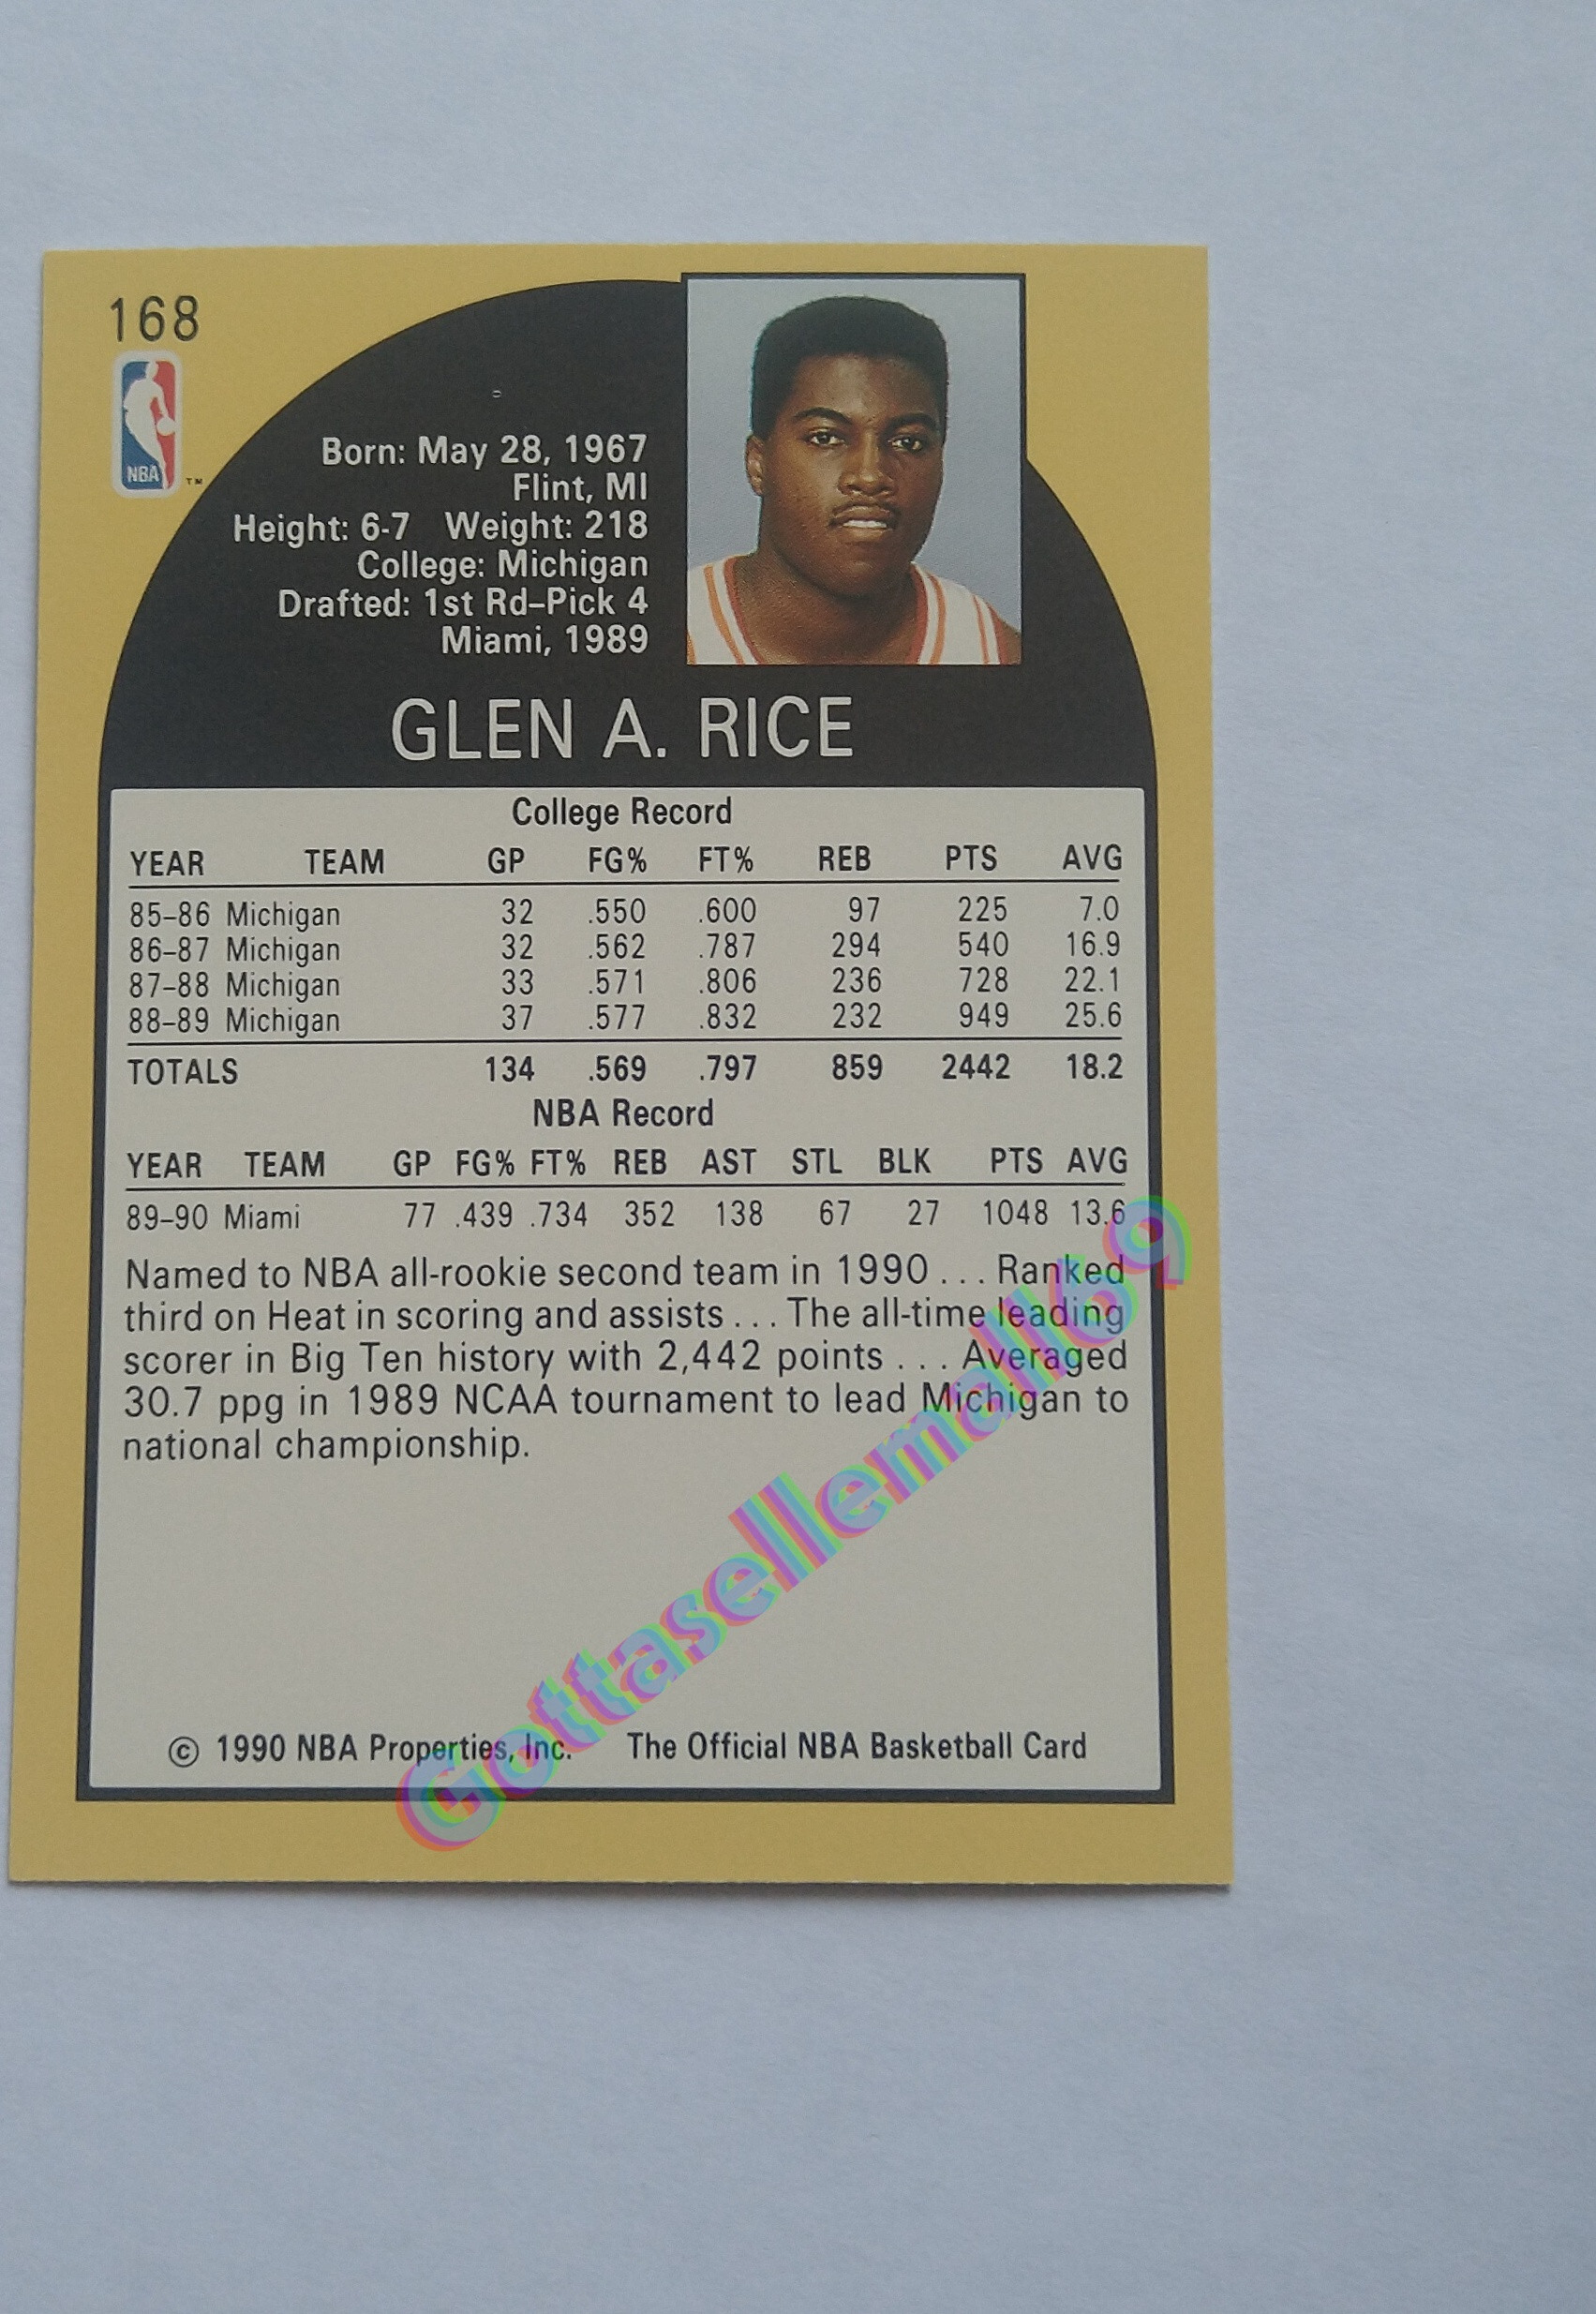 168
NBA
TM
Born: May 28, 1967
Flint, MI
Height: 6-7 Weight: 218
College: Michigan
Drafted: 1st Rd–Pick 4
Miami, 1989
GLEN A. RICE
College Record
YEAR TEAM GP FG% FT% REB PTS AVG
85–86 Michigan 32 .550 .600 97 225 7.0
86–87 Michigan 32 .562 .787 294 540 16.9
87–88 Michigan 33 .571 .806 236 728 22.1
88–89 Michigan 37 .577 .832 232 949 25.6
TOTALS 134 .569 .797 859 2442 18.2
NBA Record
YEAR TEAM GP FG% FT% REB AST STL BLK PTS AVG
89–90 Miami 77 .439 .734 352 138 67 27 1048 13.6
Named to NBA all-rookie second team in 1990 . . . Ranked
third on Heat in scoring and assists . . . The all-time leading
scorer in Big Ten history with 2,442 points . . . Averaged
30.7 ppg in 1989 NCAA tournament to lead Michigan to
national championship.
© 1990 NBA Properties, Inc. The Official NBA Basketball Card
Gottasellemall69